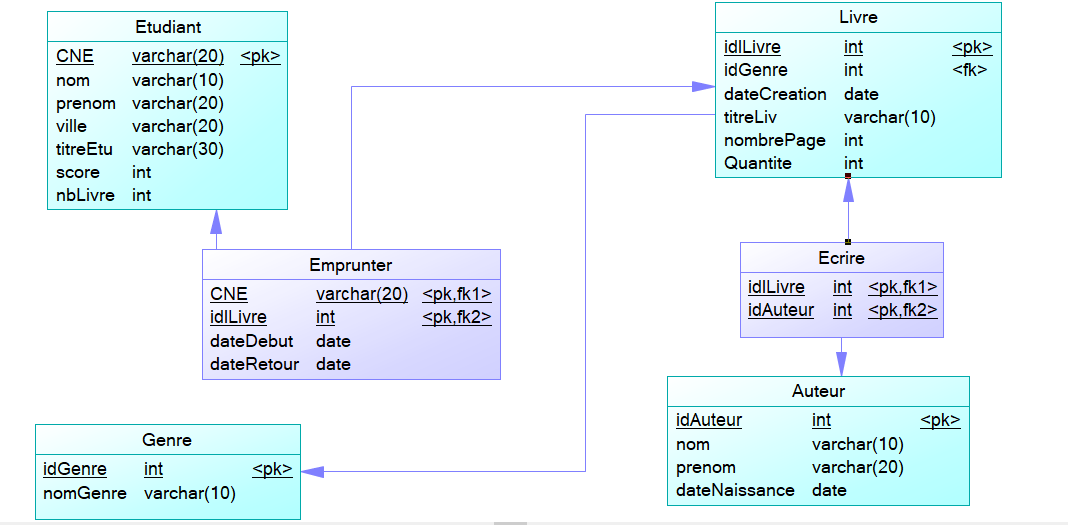 Etudiant
CNE varchar(20) <pk>
nom varchar(10)
prenom varchar(20)
ville varchar(20)
titreEtu varchar(30)
score int
nbLivre int
Livre
idlLivre int <pk>
idGenre int <fk>
dateCreation date
titreLiv varchar(10)
nombrePage int
Quantite int
Emprunter
CNE varchar(20) <pk,fk1>
idlLivre int <pk,fk2>
dateDebut date
dateRetour date
Ecrire
idlLivre int <pk,fk1>
idAuteur int <pk,fk2>
Genre
idGenre int <pk>
nomGenre varchar(10)
Auteur
idAuteur int <pk>
nom varchar(10)
prenom varchar(20)
dateNaissance date